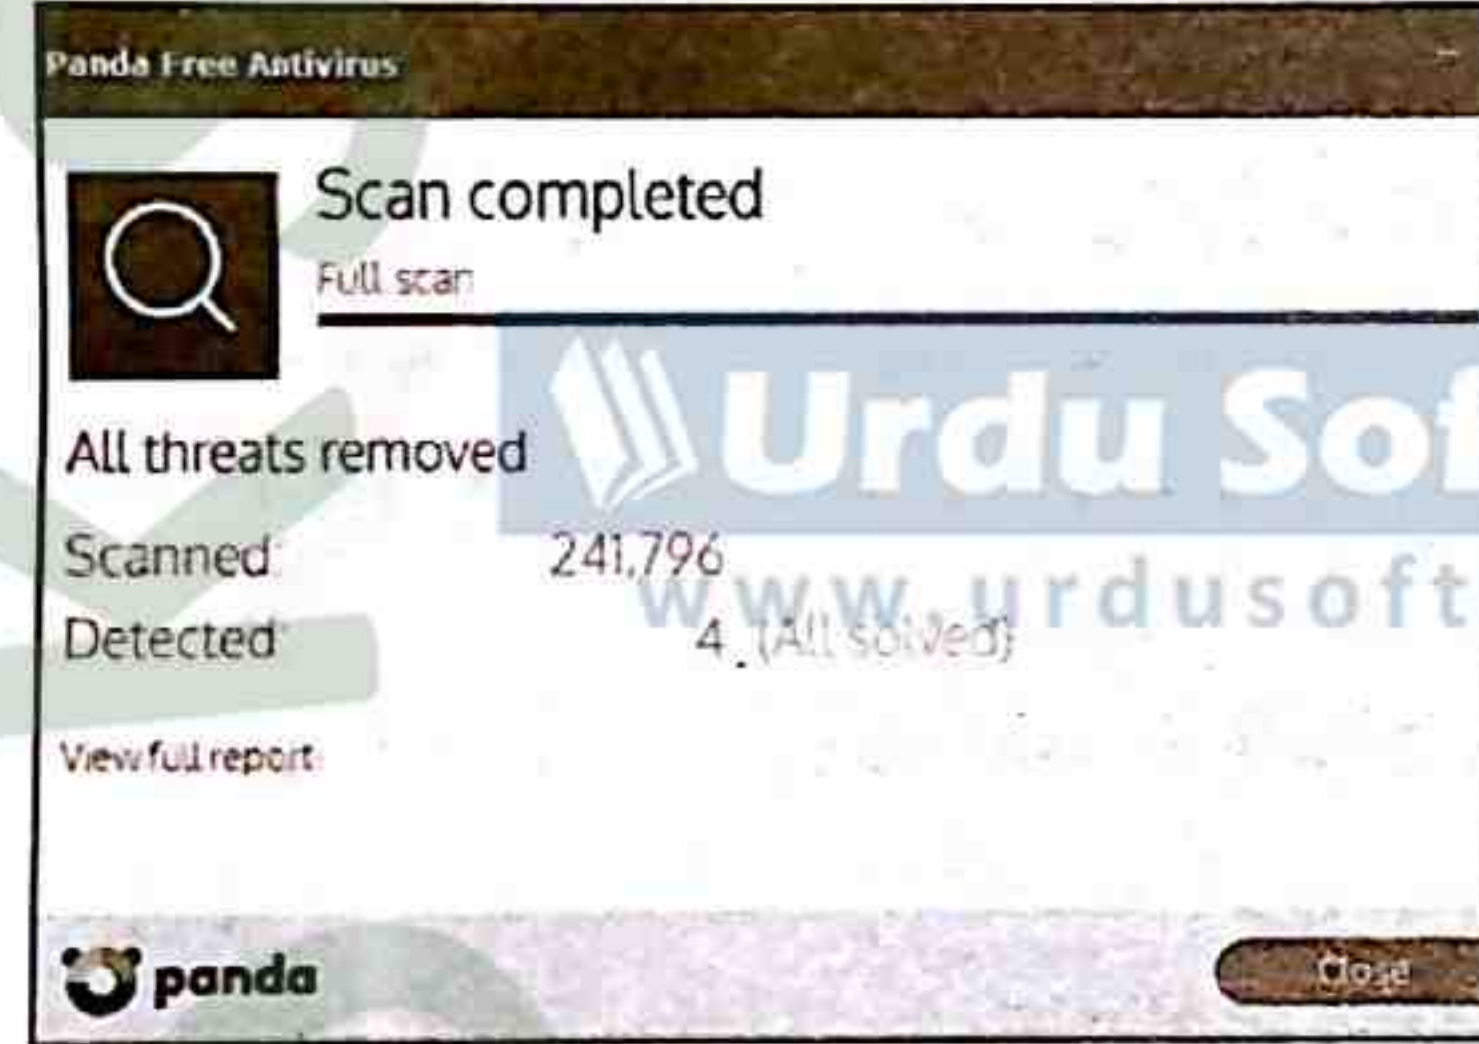 Panda Free Antivirus
Scan completed
Full scan
Urdu Sof
All threats removed
Scanned: 241,796
www.urdusoft
Detected: 4 (All solved)
View full report
panda
Close